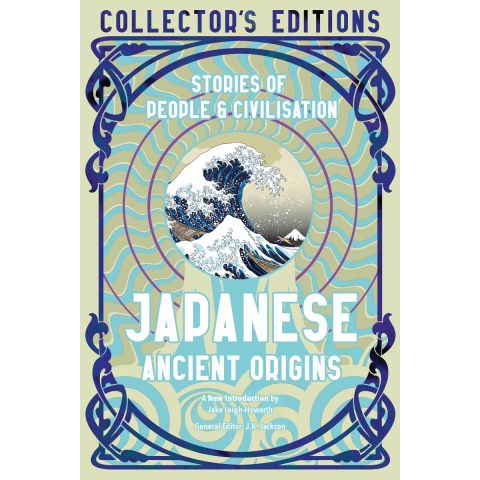 COLLECTOR'S EDITIONS
STORIES OF
PEOPLE & CIVILISATION
JAPANESE
ANCIENT ORIGINS
A New Introduction by
Jake Leigh-Howarth
General Editor: J.K. Jackson